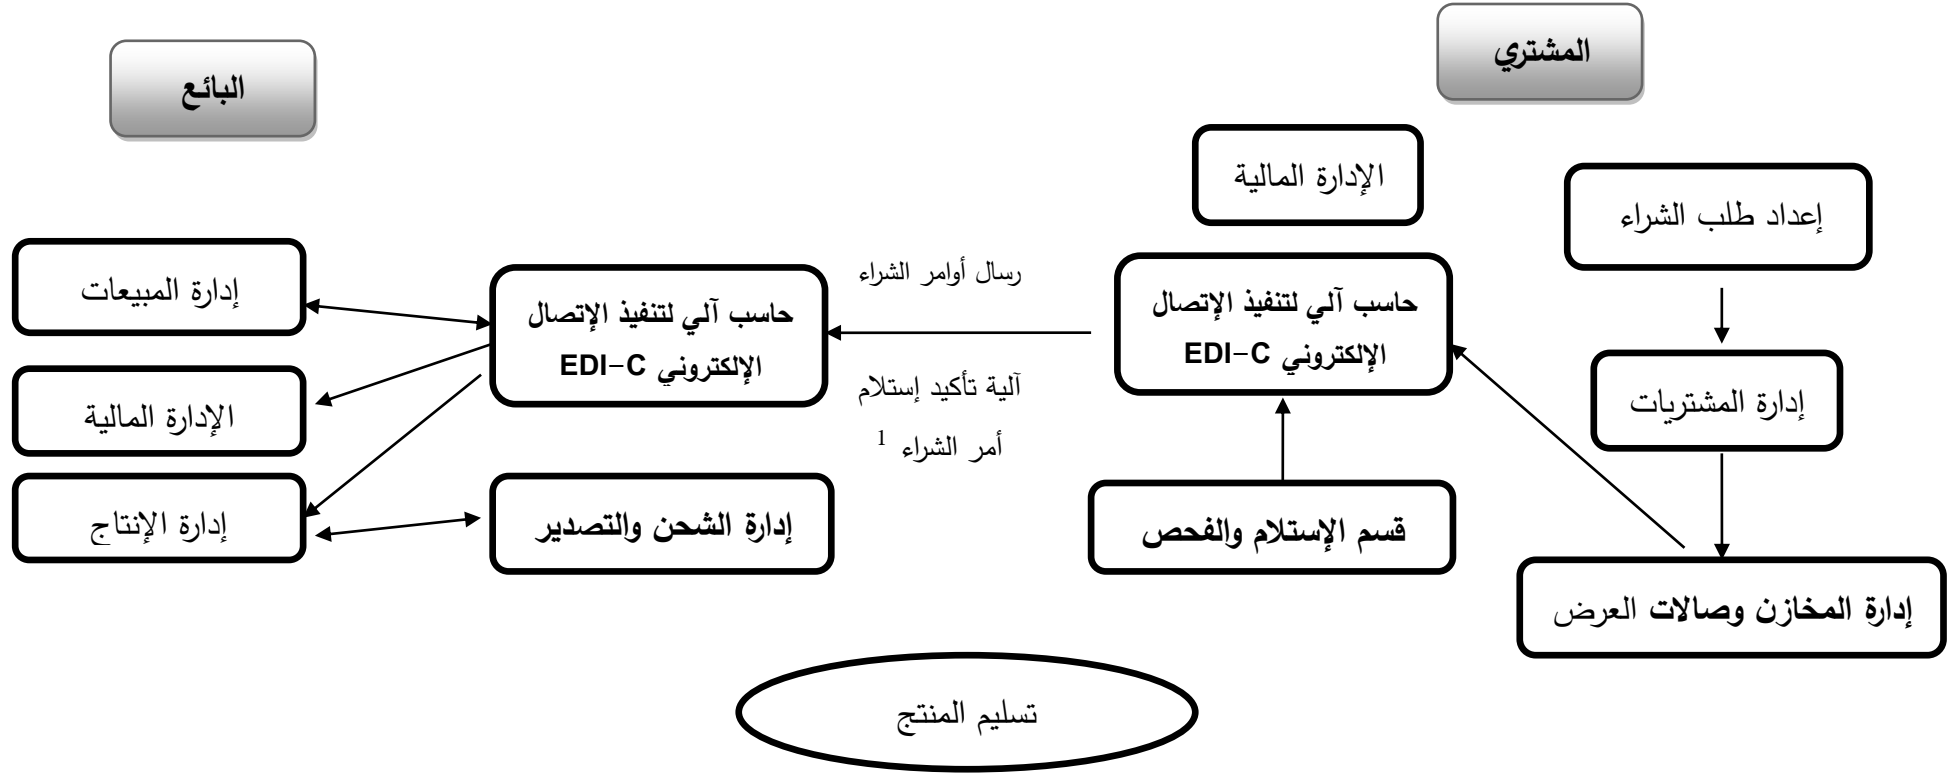 المشتري
البائع
الإدارة المالية
إعداد طلب الشراء
إدارة المبيعات
رسال أوامر الشراء
حاسب آلي لتنفيذ الإتصال
الإلكتروني EDI-C
حاسب آلي لتنفيذ الإتصال
الإلكتروني EDI-C
آلية تأكيد إستلام
أمر الشراء 1
إدارة المشتريات
الإدارة المالية
قسم الإستلام والفحص
إدارة الشحن والتصدير
إدارة الإنتاج
إدارة المخازن وصالات العرض
تسليم المنتج